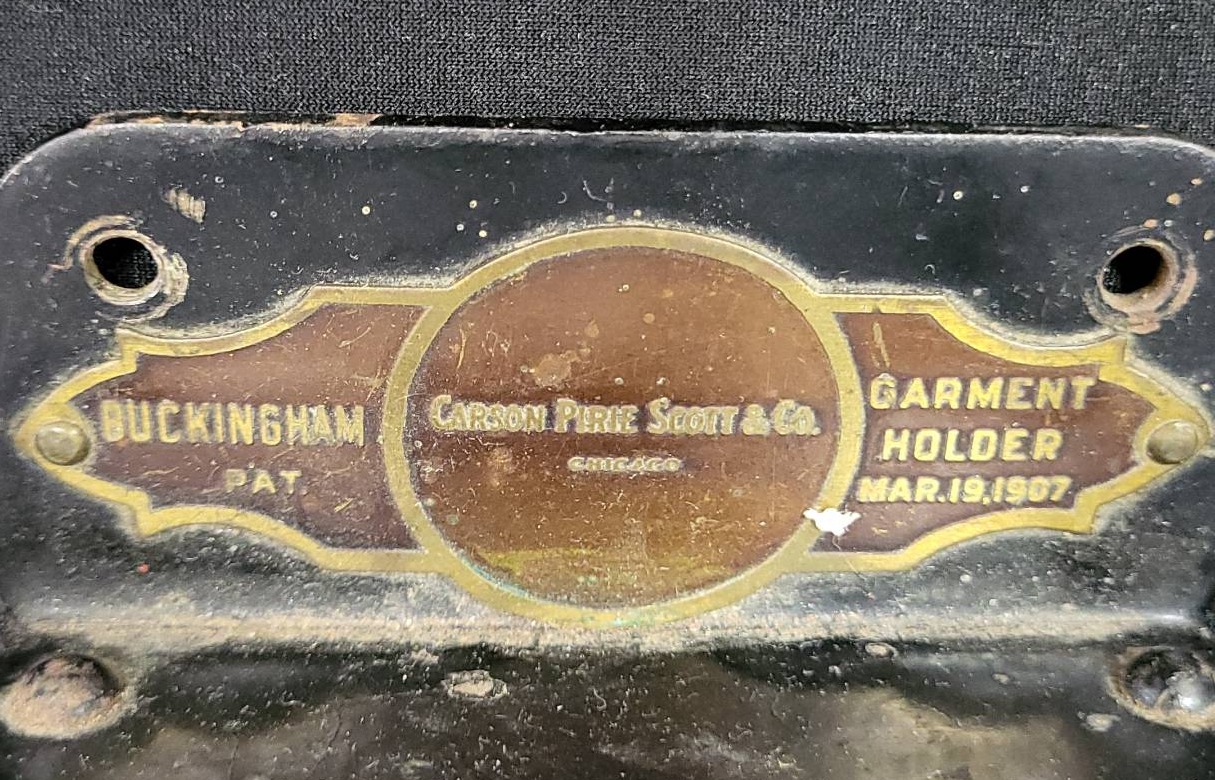 BUCKINGHAM
PAT.
CARSON PIRIE SCOTT & CO.
CHICAGO
GARMENT
HOLDER
MAR.19,1907